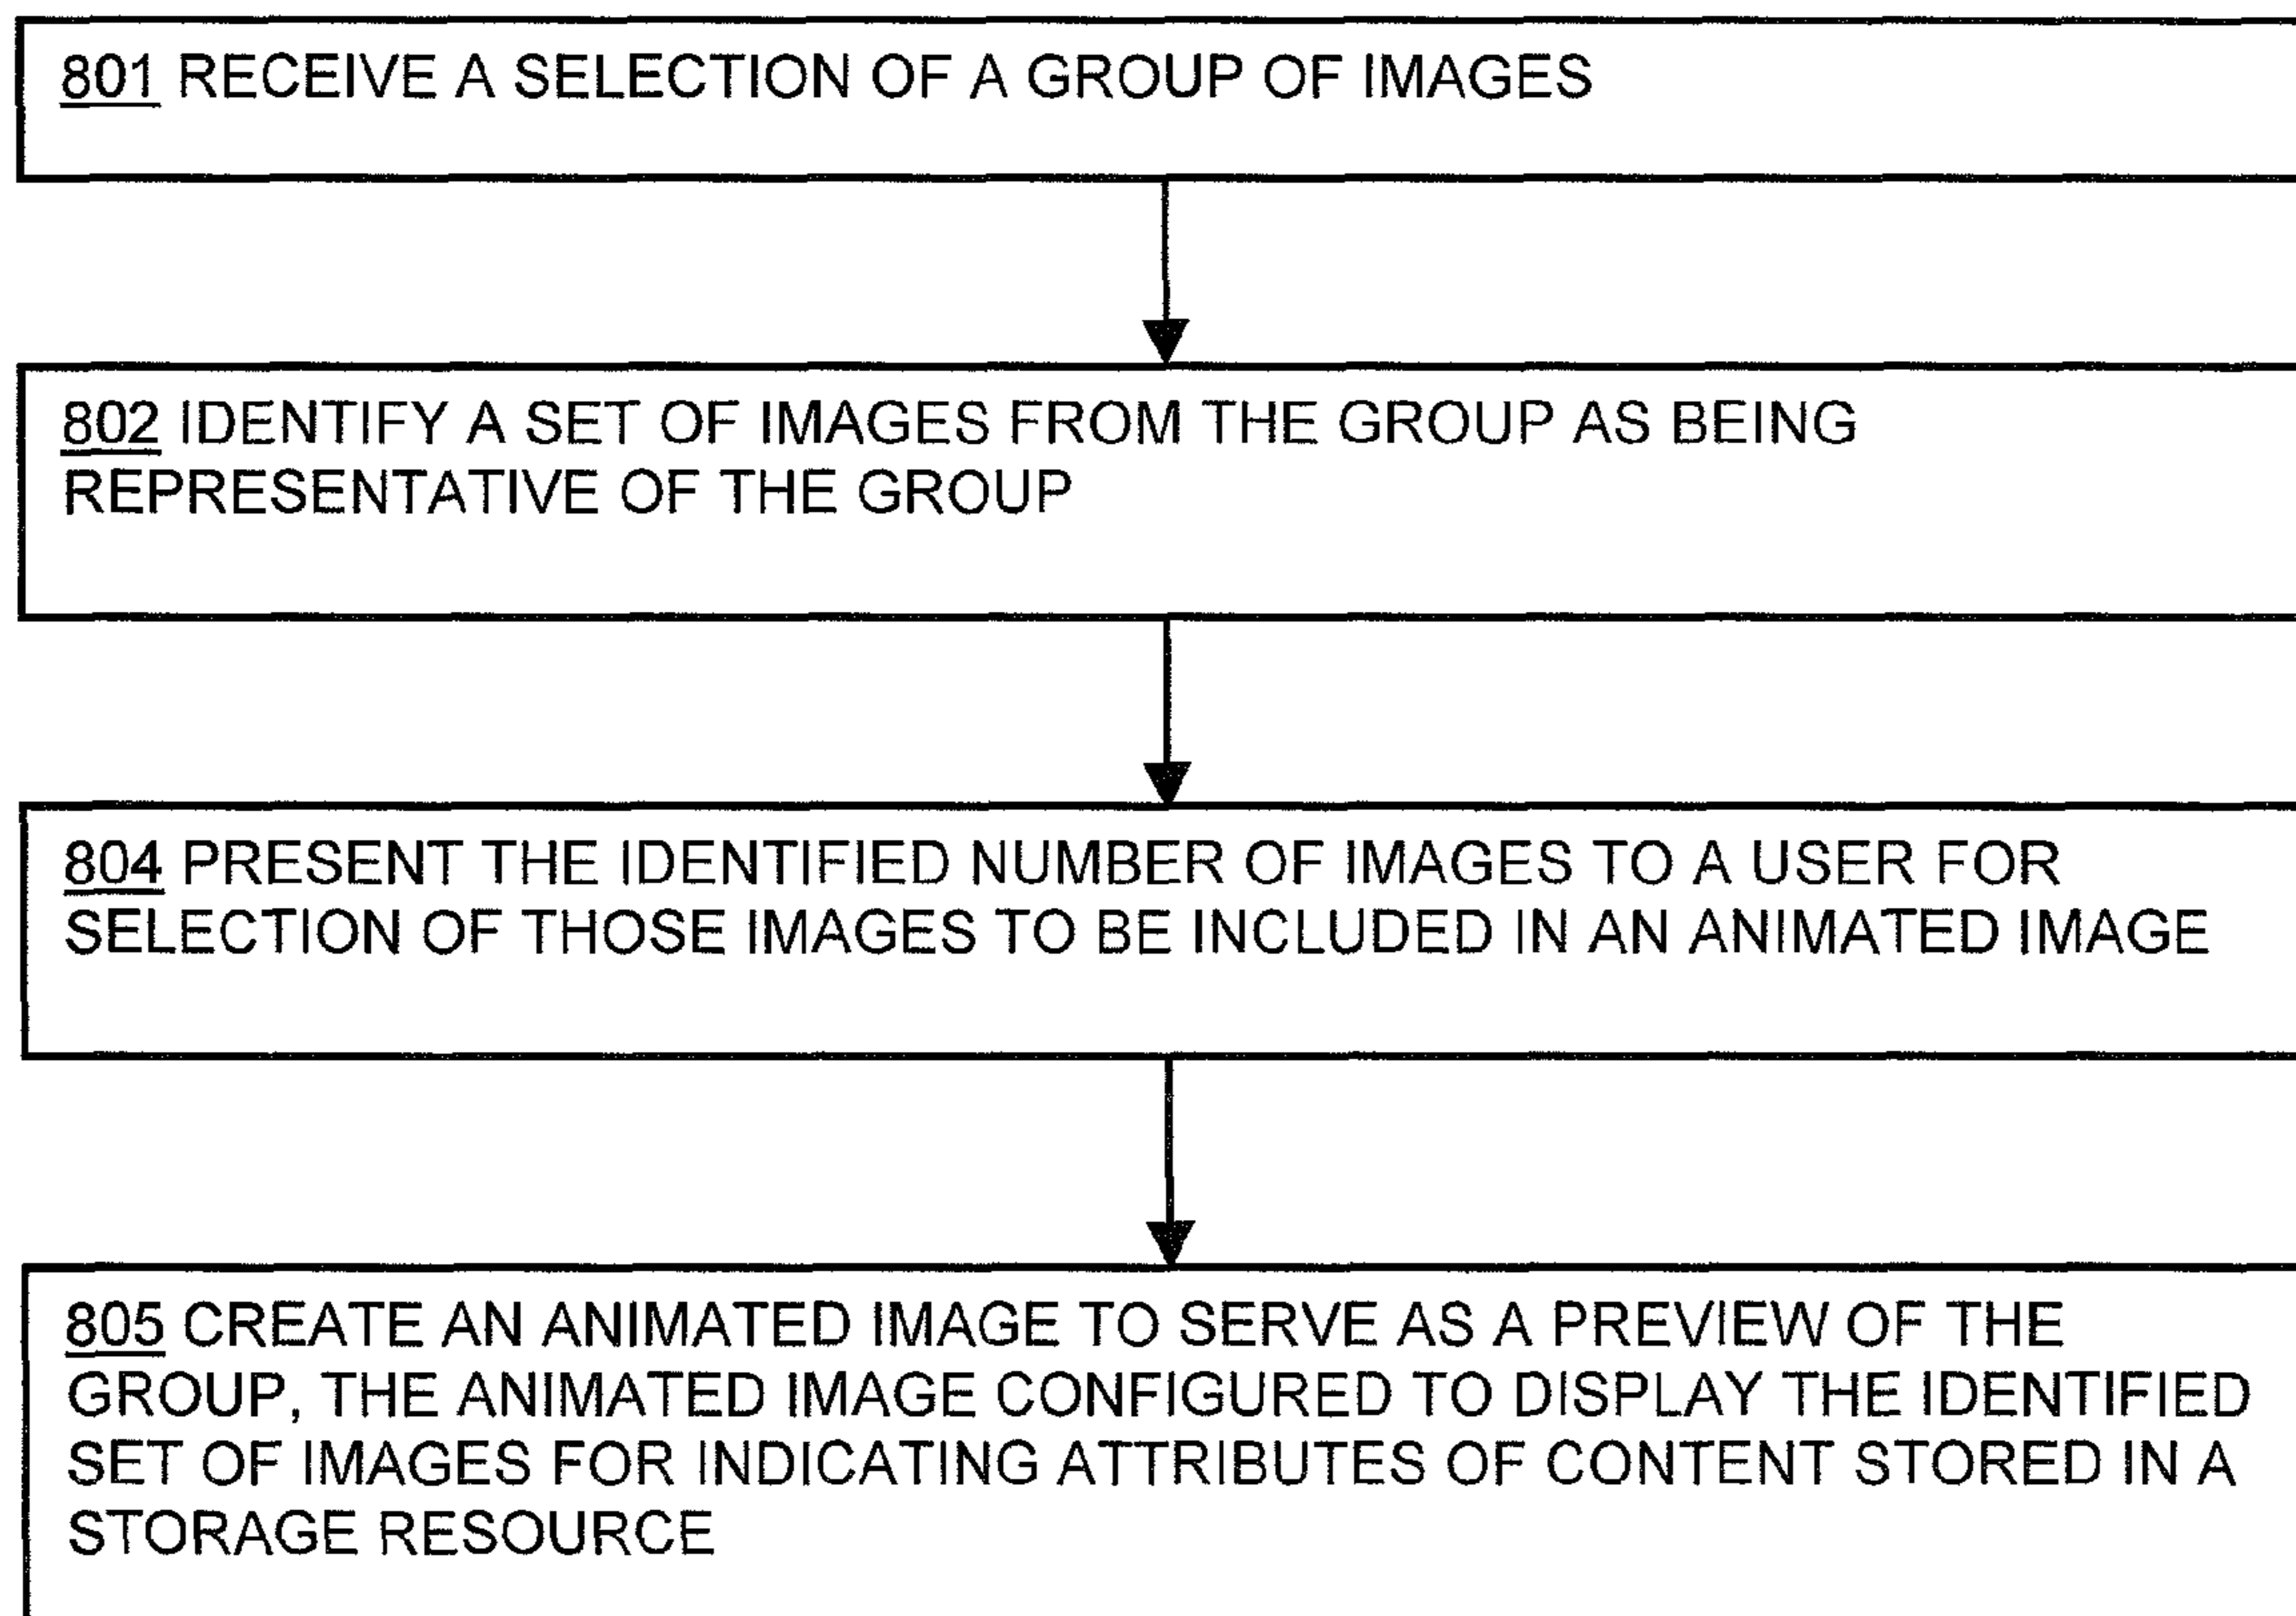 801 RECEIVE A SELECTION OF A GROUP OF IMAGES
802 IDENTIFY A SET OF IMAGES FROM THE GROUP AS BEING
REPRESENTATIVE OF THE GROUP
804 PRESENT THE IDENTIFIED NUMBER OF IMAGES TO A USER FOR
SELECTION OF THOSE IMAGES TO BE INCLUDED IN AN ANIMATED IMAGE
805 CREATE AN ANIMATED IMAGE TO SERVE AS A PREVIEW OF THE
GROUP, THE ANIMATED IMAGE CONFIGURED TO DISPLAY THE IDENTIFIED
SET OF IMAGES FOR INDICATING ATTRIBUTES OF CONTENT STORED IN A
STORAGE RESOURCE